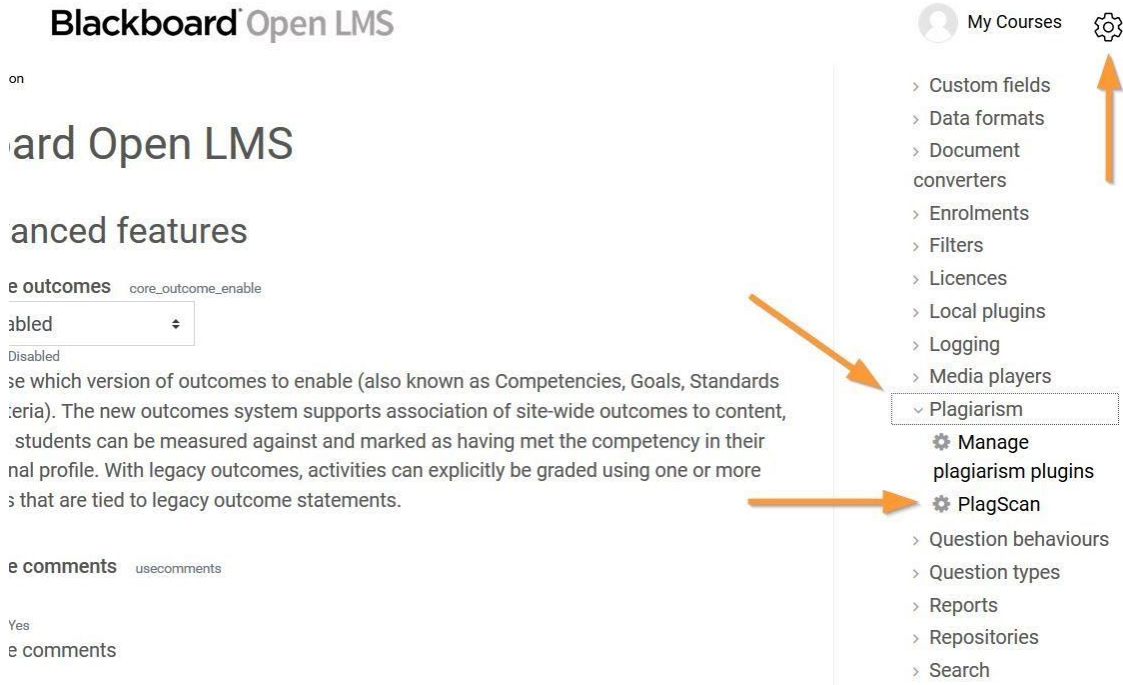 Blackboard Open LMS
My Courses
on
ard Open LMS
anced features
e outcomes core_outcome_enable
abled
Disabled
se which version of outcomes to enable (also known as Competencies, Goals, Standards
teria). The new outcomes system supports association of site-wide outcomes to content,
students can be measured against and marked as having met the competency in their
nal profile. With legacy outcomes, activities can explicitly be graded using one or more
s that are tied to legacy outcome statements.
e comments usecomments
Yes
e comments
Custom fields
Data formats
Document
converters
Enrolments
Filters
Licences
Local plugins
Logging
Media players
Plagiarism
Manage
plagiarism plugins
PlagScan
Question behaviours
Question types
Reports
Repositories
Search